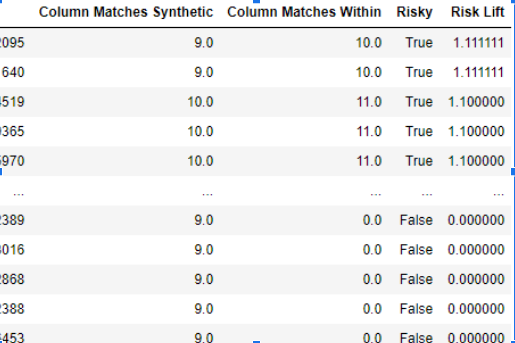 Column Matches Synthetic Column Matches Within Risky Risk Lift
2095 9.0 10.0 True 1.111111
640 9.0 10.0 True 1.111111
519 10.0 11.0 True 1.100000
365 10.0 11.0 True 1.100000
970 10.0 11.0 True 1.100000
... ... ... ... ...
2389 9.0 0.0 False 0.000000
016 9.0 0.0 False 0.000000
2868 9.0 0.0 False 0.000000
2388 9.0 0.0 False 0.000000
453 9.0 0.0 False 0.000000